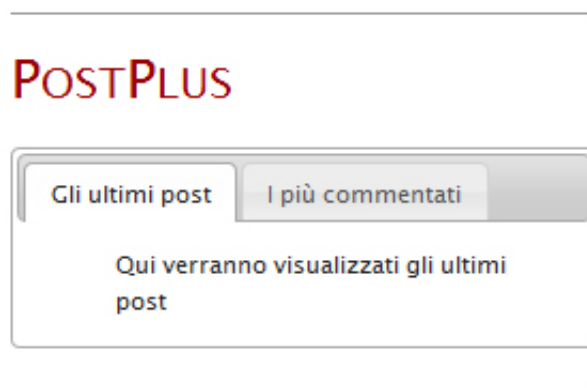 PostPlus
Gli ultimi post
I più commentati
Qui verranno visualizzati gli ultimi
post